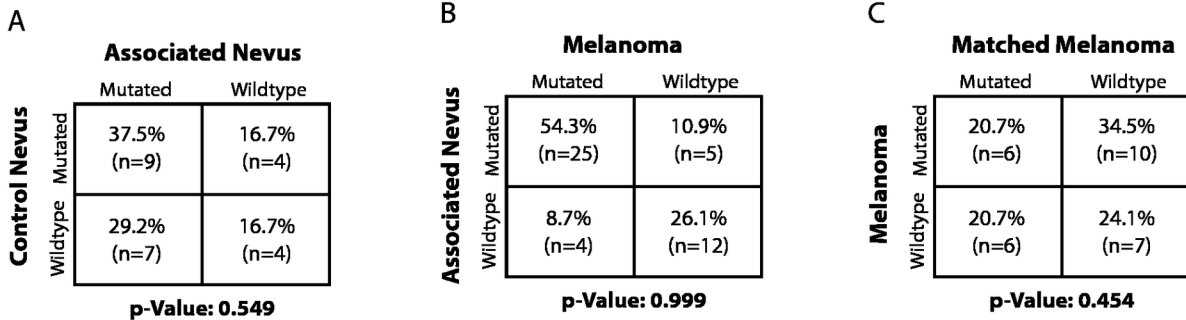 A
Associated Nevus
Mutated Wildtype
Control Nevus
Mutated
37.5% 16.7%
(n=9) (n=4)
Wildtype
29.2% 16.7%
(n=7) (n=4)
p-Value: 0.549
B
Melanoma
Mutated Wildtype
Associated Nevus
Mutated
54.3% 10.9%
(n=25) (n=5)
Wildtype
8.7% 26.1%
(n=4) (n=12)
p-Value: 0.999
C
Matched Melanoma
Mutated Wildtype
Melanoma
Mutated
20.7% 34.5%
(n=6) (n=10)
Wildtype
20.7% 24.1%
(n=6) (n=7)
p-Value: 0.454